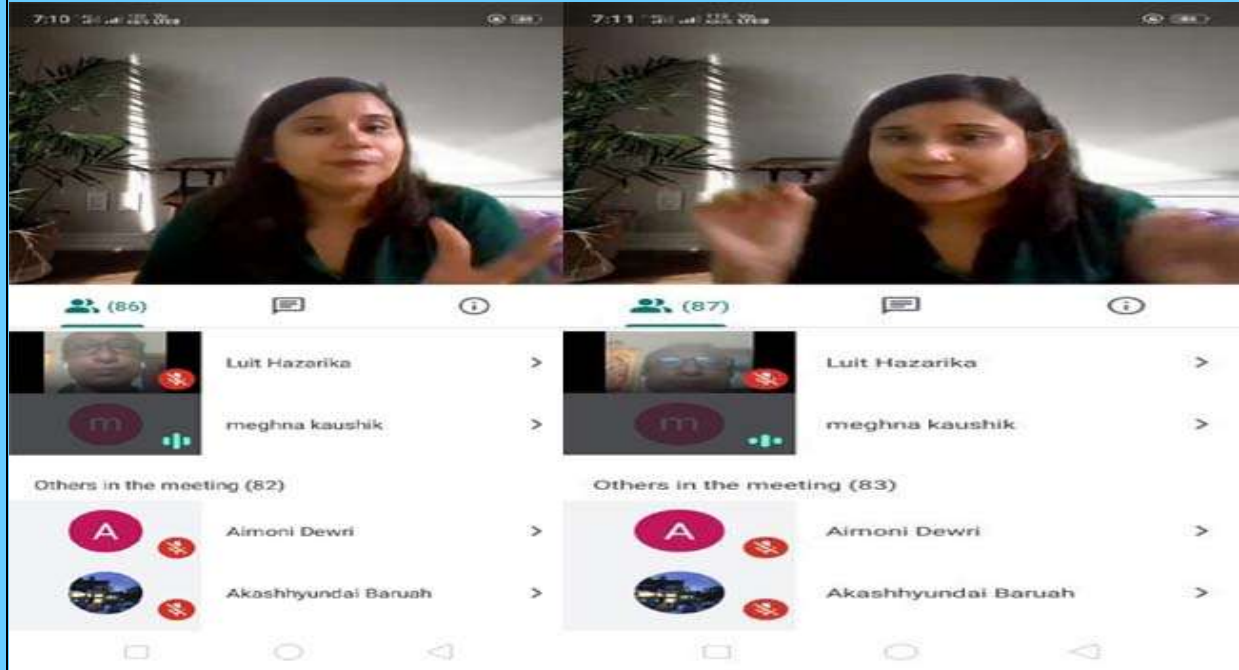 7:10
(86)
Luit Hazarika
m
meghna kaushik
Others in the meeting (82)
A
Aimoni Dewri
Akashhyundai Baruah
7:11
(87)
Luit Hazarika
m
meghna kaushik
Others in the meeting (83)
A
Aimoni Dewri
Akashhyundai Baruah